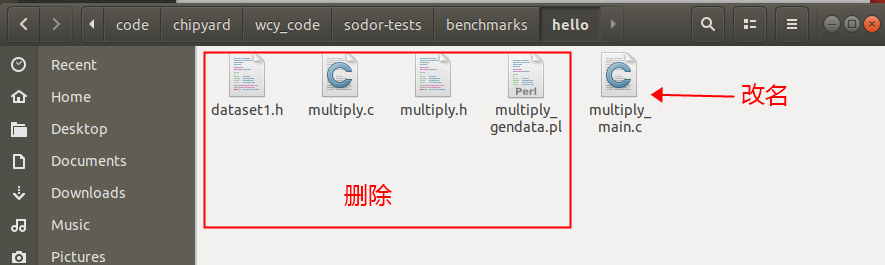 code
chipyard
wcy_code
sodor-tests
benchmarks
hello
Recent
Home
Desktop
Documents
Downloads
Music
Pictures
dataset1.h
multiply.c
multiply.h
Perl
multiply_
gendata.pl
multiply_
main.c
改名
删除